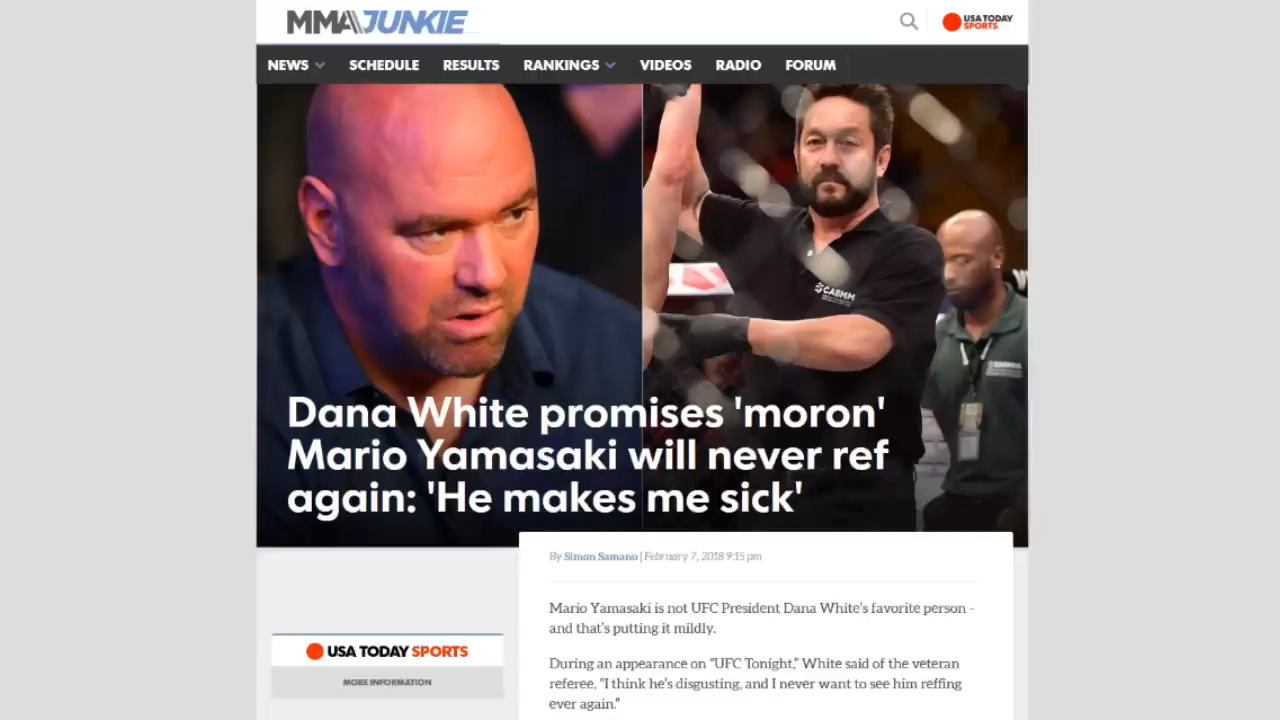 MMAJUNKIE
USA TODAY
SPORTS
NEWS SCHEDULE RESULTS RANKINGS VIDEOS RADIO FORUM
CABMM
Dana White promises 'moron'
Mario Yamasaki will never ref
again: 'He makes me sick'
By Simon Samano | February 7, 2018 9:15 pm
Mario Yamasaki is not UFC President Dana White's favorite person –
and that's putting it mildly.
USA TODAY SPORTS
MORE INFORMATION
During an appearance on "UFC Tonight," White said of the veteran
referee, "I think he's disgusting, and I never want to see him reffing
ever again."